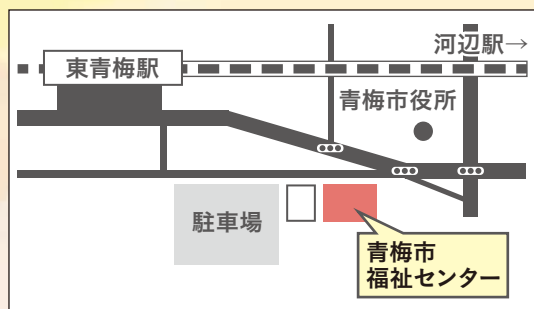 河辺駅→
東青梅駅
青梅市役所
駐車場
青梅市
福祉センター